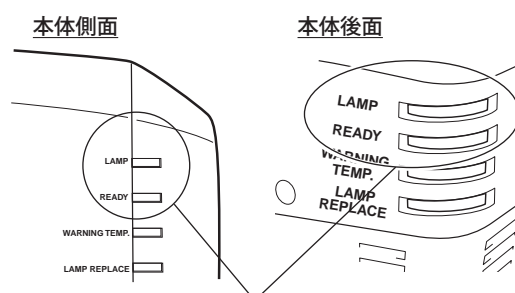 本体側面
本体後面
LAMP
READY
WARNING TEMP.
LAMP REPLACE
LAMP
READY
WARNING
TEMP.
LAMP
REPLACE